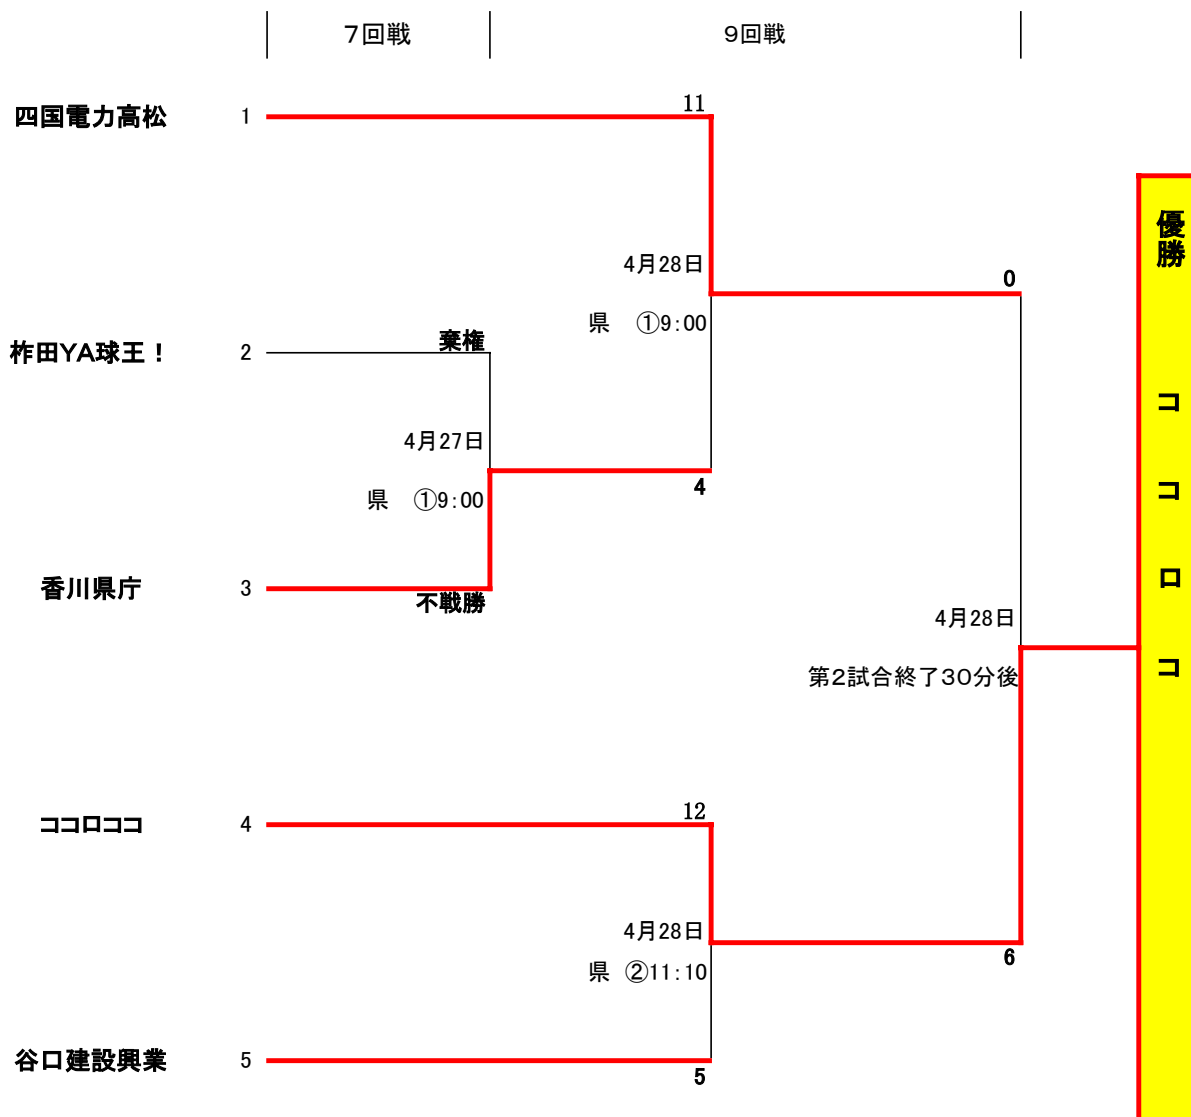 7回戦
9回戦
四国電力高松
1
11
4月28日
県 ①9:00
0
柞田YA球王!
2
棄権
4月27日
県 ①9:00
4
香川県庁
3
不戦勝
4月28日
第2試合終了30分後
ココロココ
4
12
4月28日
県 ②11:10
6
谷口建設興業
5
5
優勝 ココロコ